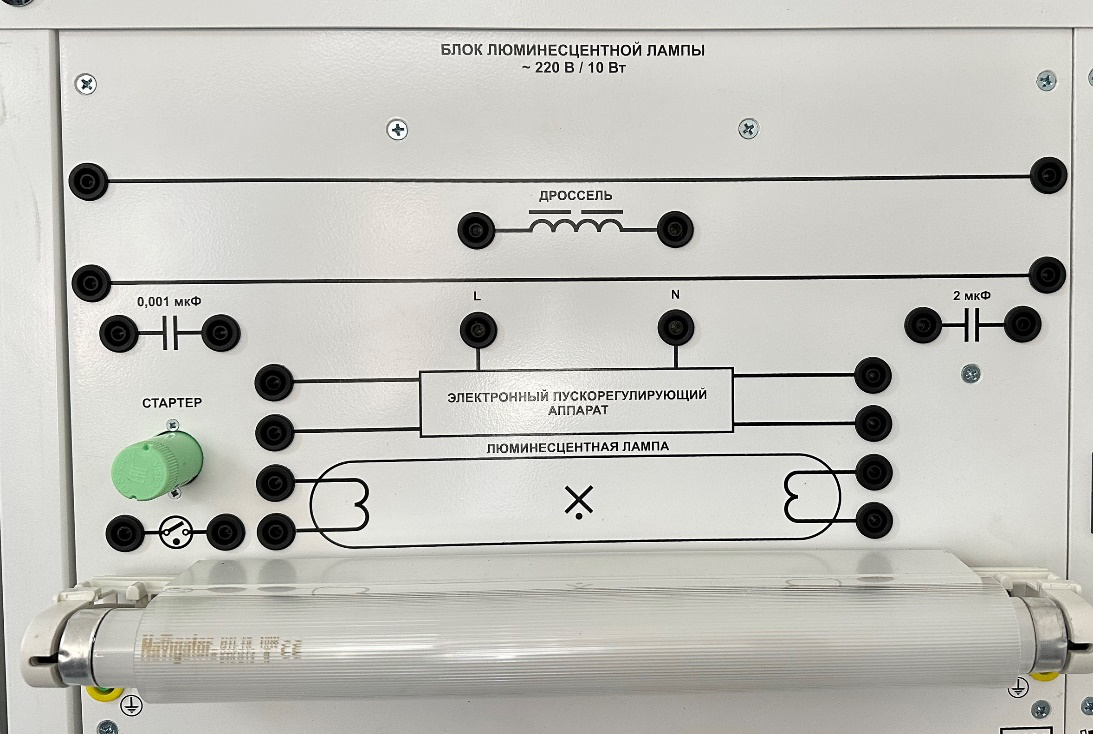 БЛОК ЛЮМИНЕСЦЕНТНОЙ ЛАМПЫ
~ 220 В / 10 Вт
ДРОССЕЛЬ
0,001 мкФ
L
N
2 мкФ
СТАРТЕР
ЭЛЕКТРОННЫЙ ПУСКОРЕГУЛИРУЮЩИЙ
АППАРАТ
ЛЮМИНЕСЦЕНТНАЯ ЛАМПА
Navigator